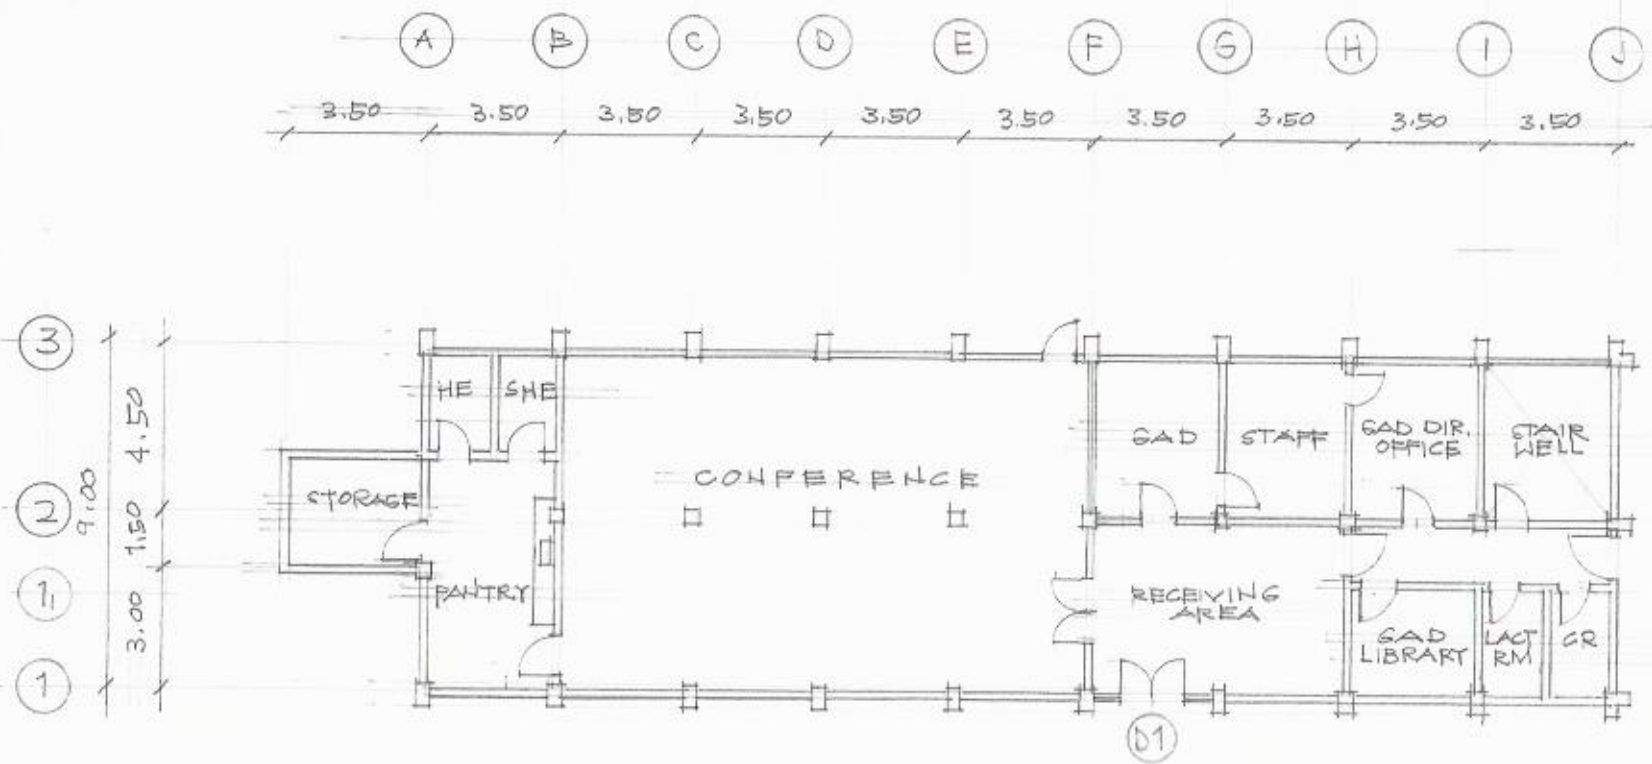 A B C D E F G H I J
3.50 3.50 3.50 3.50 3.50 3.50 3.50 3.50 3.50 3.50
3
2
1,
1
9.00
4.50
1.50
3.00
HE
SHE
STORAGE
PANTRY
CONFERENCE
GAD
STAFF
GAD DIR.
OFFICE
STAIR
WELL
RECEIVING
AREA
GAD
LIBRARY
LACT
RM
CR
D1